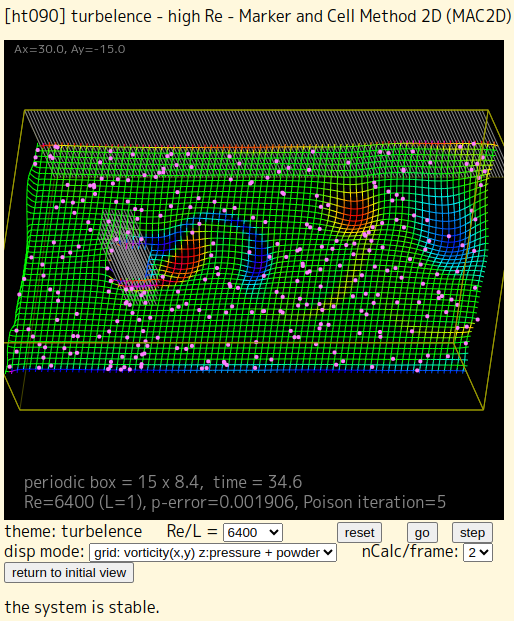 [ht090] turbelence - high Re - Marker and Cell Method 2D (MAC2D)
Ax=30.0, Ay=-15.0
periodic box = 15 x 8.4, time = 34.6
Re=6400 (L=1), p-error=0.001906, Poison iteration=5
theme: turbelence Re/L = 6400 reset go step
disp mode: grid: vorticity(x,y) z:pressure + powder nCalc/frame: 2
return to initial view
the system is stable.